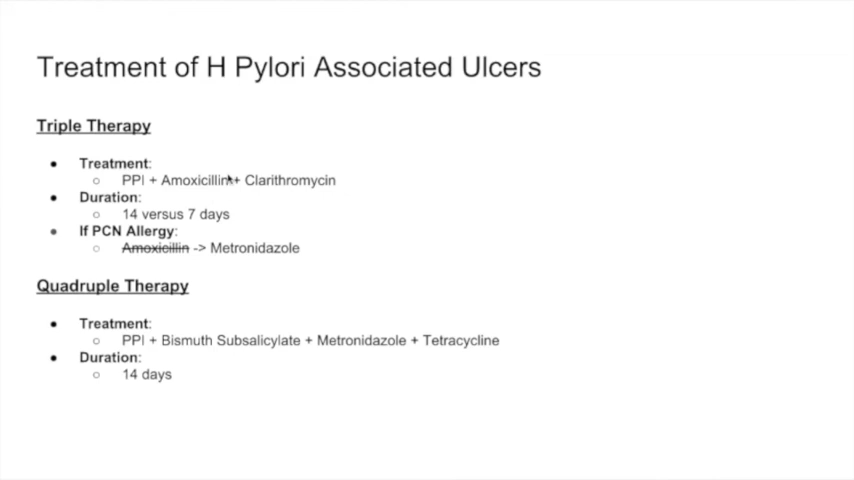 Treatment of H Pylori Associated Ulcers
Triple Therapy
Treatment:
PPI + Amoxicillin+ Clarithromycin
Duration:
14 versus 7 days
If PCN Allergy:
Amoxicillin -> Metronidazole
Quadruple Therapy
Treatment:
PPI + Bismuth Subsalicylate + Metronidazole + Tetracycline
Duration:
14 days